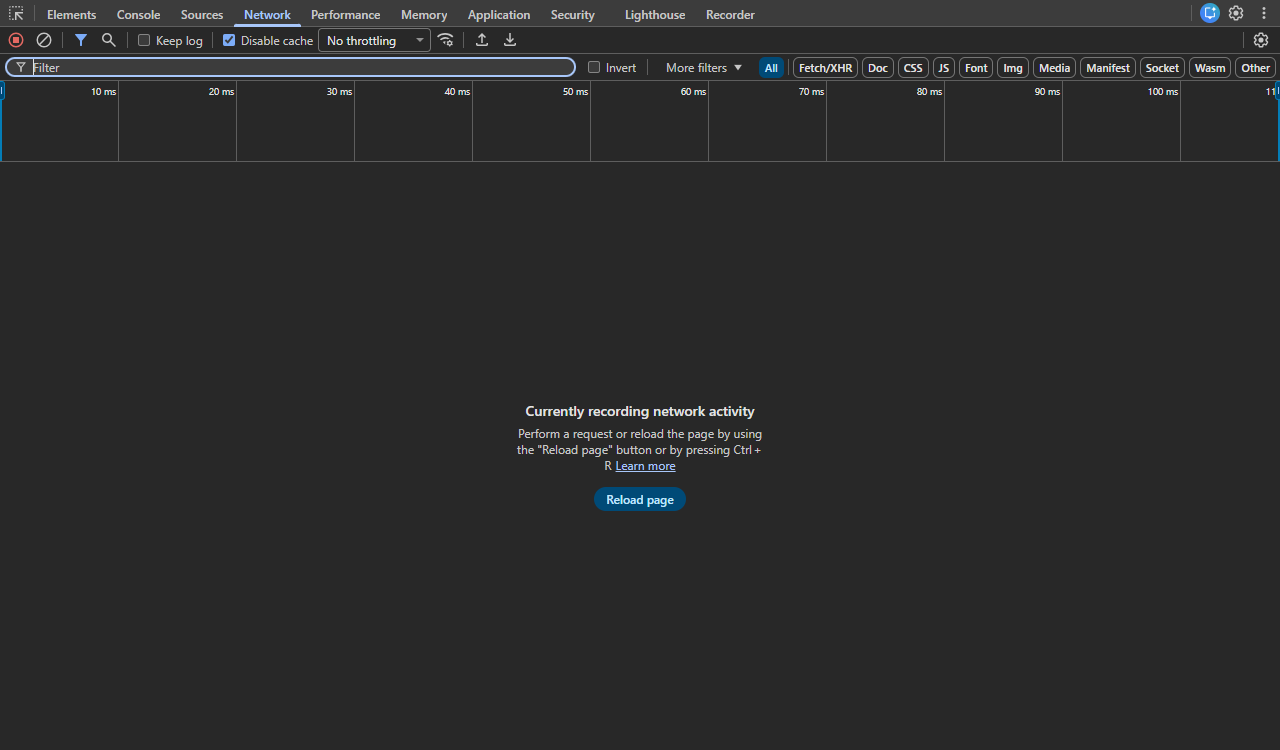 Elements Console Sources Network Performance Memory Application Security Lighthouse Recorder
Keep log Disable cache No throttling
Filter Invert More filters All Fetch/XHR Doc CSS JS Font Img Media Manifest Socket Wasm Other
10 ms 20 ms 30 ms 40 ms 50 ms 60 ms 70 ms 80 ms 90 ms 100 ms
Currently recording network activity
Perform a request or reload the page by using
the "Reload page" button or by pressing Ctrl +
R Learn more
Reload page